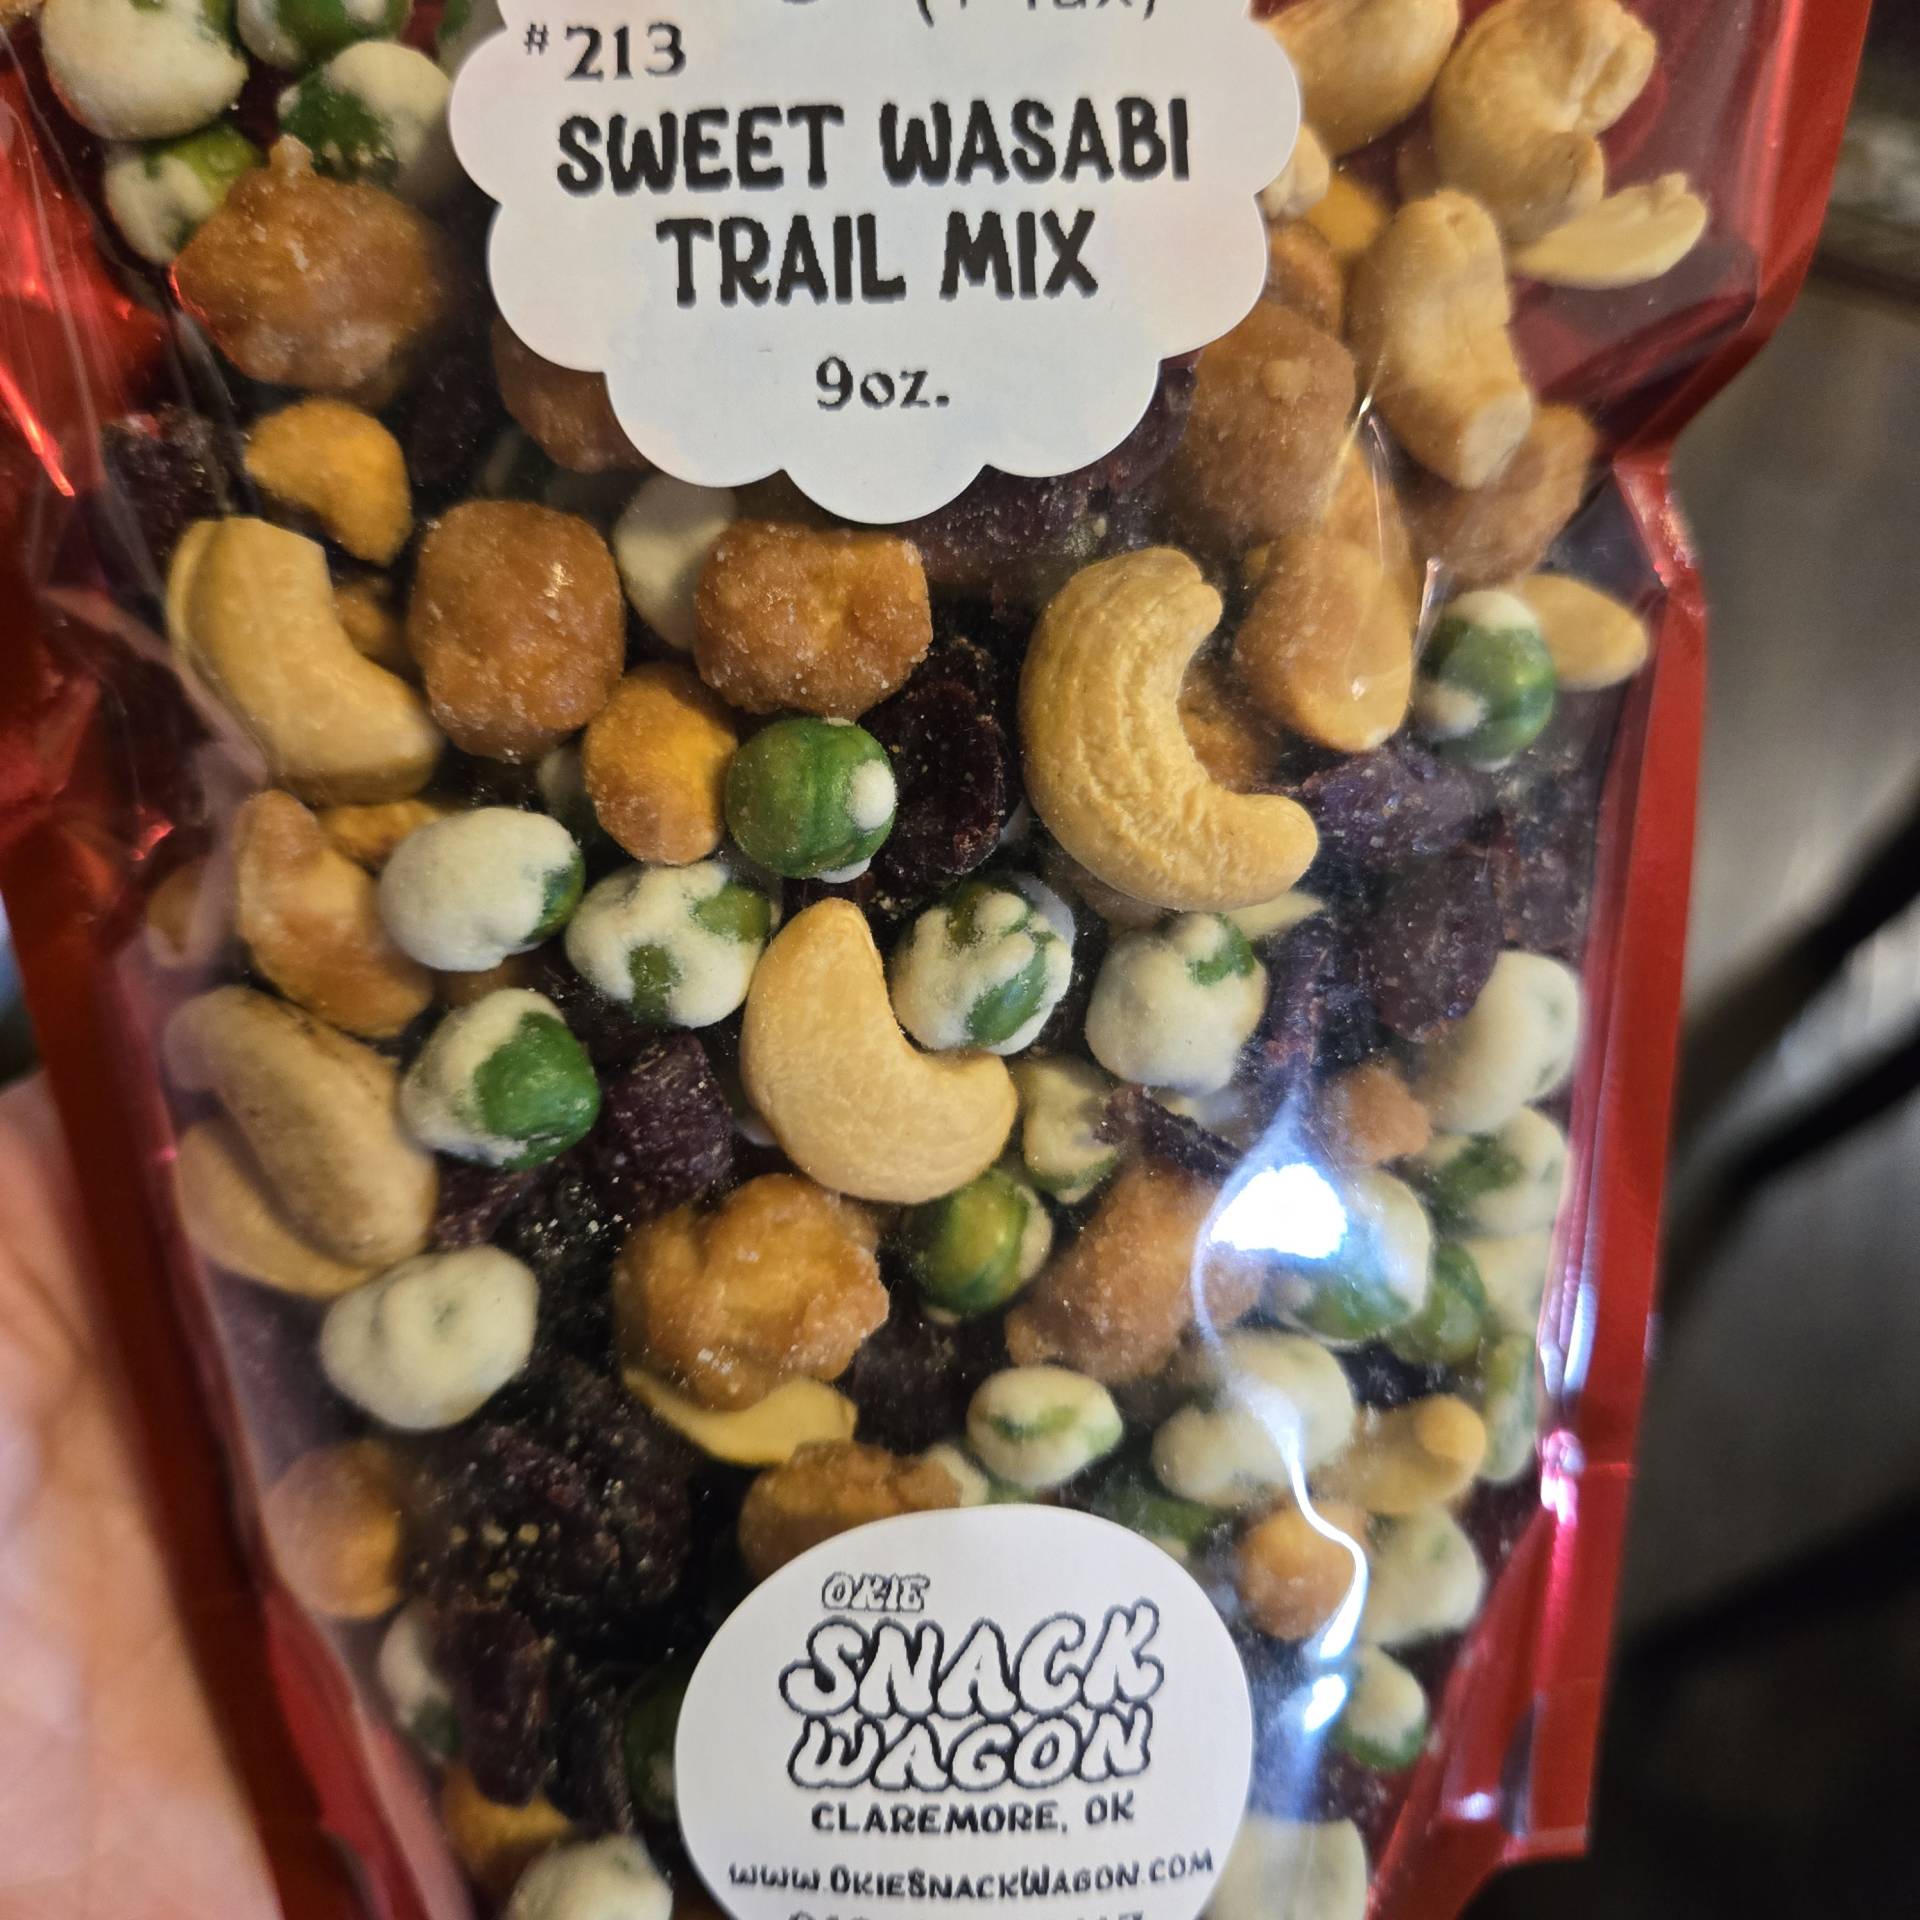 #213
SWEET WASABI
TRAIL MIX
9oz.
OKIE
SNACK
WAGON
CLAREMORE, OK
www.OkieSnackWagon.com